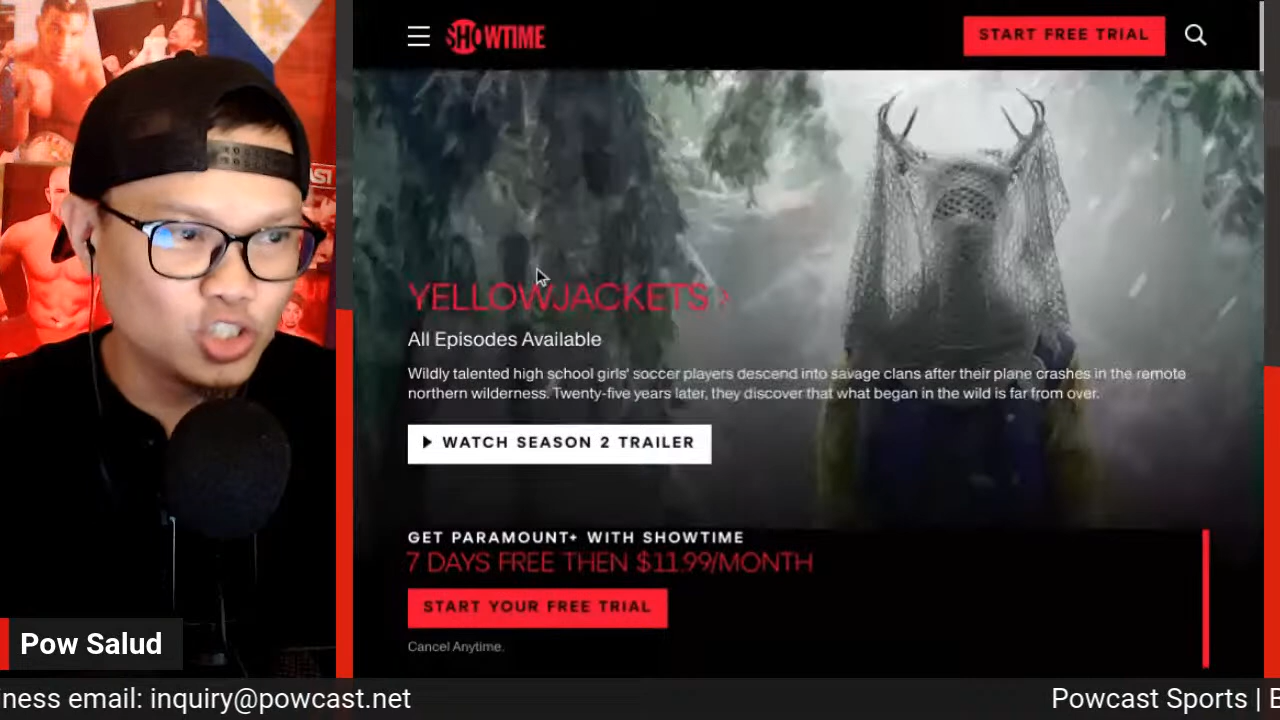 SHOWTIME
START FREE TRIAL
AST
YELLOWJACKETS >
All Episodes Available
Wildly talented high school girls' soccer players descend into savage clans after their plane crashes in the remote
northern wilderness. Twenty-five years later, they discover that what began in the wild is far from over.
WATCH SEASON 2 TRAILER
GET PARAMOUNT+ WITH SHOWTIME
7 DAYS FREE THEN $11.99/MONTH
START YOUR FREE TRIAL
Cancel Anytime.
Pow Salud
ness email: inquiry@powcast.net
Powcast Sports | B